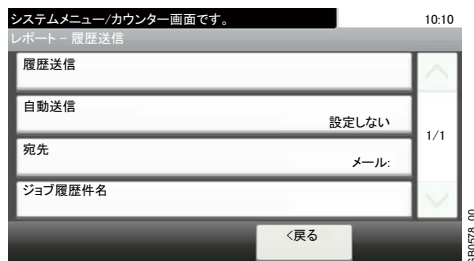 システムメニュー/カウンター画面です。 10:10
レポート - 履歴送信
履歴送信
自動送信
設定しない
1/1
宛先
メール:
ジョブ履歴件名
<戻る